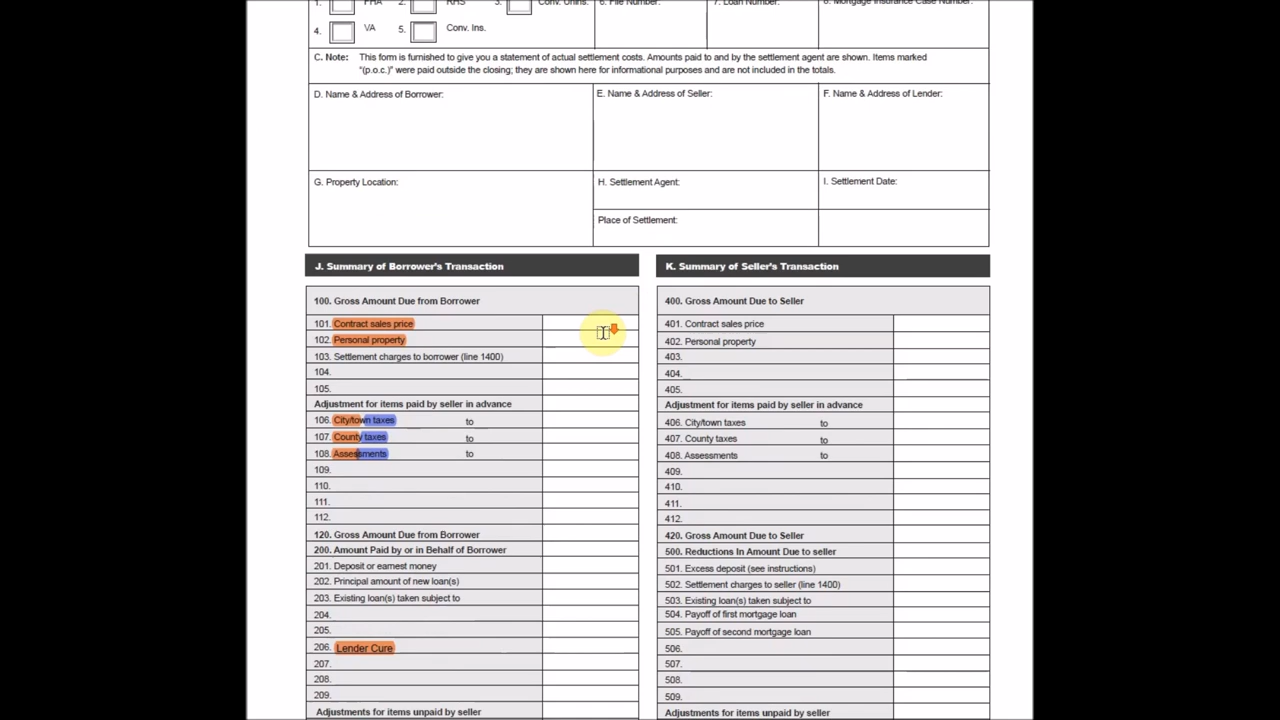 1. FHA 2. RHS 3. Conv. Unins. 6. File Number: 7. Loan Number: 8. Mortgage Insurance Case Number:
4. VA 5. Conv. Ins.
C. Note: This form is furnished to give you a statement of actual settlement costs. Amounts paid to and by the settlement agent are shown. Items marked
"(p.o.c.)" were paid outside the closing; they are shown here for informational purposes and are not included in the totals.
D. Name & Address of Borrower: E. Name & Address of Seller: F. Name & Address of Lender:
G. Property Location: H. Settlement Agent: I. Settlement Date:
Place of Settlement:
J. Summary of Borrower's Transaction
100. Gross Amount Due from Borrower
101. Contract sales price
102. Personal property
103. Settlement charges to borrower (line 1400)
104.
105.
Adjustment for items paid by seller in advance
106. City/town taxes to
107. County taxes to
108. Assessments to
109.
110.
111.
112.
120. Gross Amount Due from Borrower
200. Amount Paid by or in Behalf of Borrower
201. Deposit or earnest money
202. Principal amount of new loan(s)
203. Existing loan(s) taken subject to
204.
205.
206. Lender Cure
207.
208.
209.
Adjustments for items unpaid by seller
K. Summary of Seller's Transaction
400. Gross Amount Due to Seller
401. Contract sales price
402. Personal property
403.
404.
405.
Adjustment for items paid by seller in advance
406. City/town taxes to
407. County taxes to
408. Assessments to
409.
410.
411.
412.
420. Gross Amount Due to Seller
500. Reductions In Amount Due to seller
501. Excess deposit (see instructions)
502. Settlement charges to seller (line 1400)
503. Existing loan(s) taken subject to
504. Payoff of first mortgage loan
505. Payoff of second mortgage loan
506.
507.
508.
509.
Adjustments for items unpaid by seller